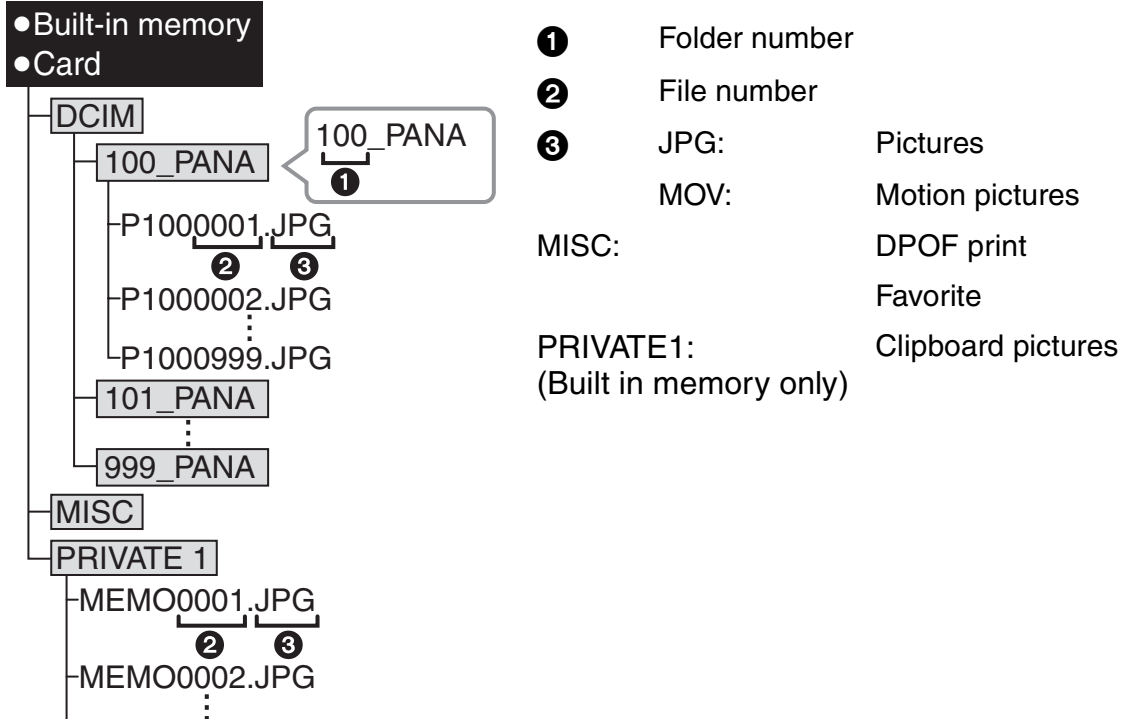 ●Built-in memory
●Card
DCIM
100_PANA
100_PANA
❶
P1000001.JPG
❷ ❸
P1000002.JPG
P1000999.JPG
101_PANA
999_PANA
MISC
PRIVATE 1
MEMO0001.JPG
❷ ❸
MEMO0002.JPG
❶ Folder number
❷ File number
❸ JPG: Pictures
MOV: Motion pictures
MISC: DPOF print
Favorite
PRIVATE1: Clipboard pictures
(Built in memory only)